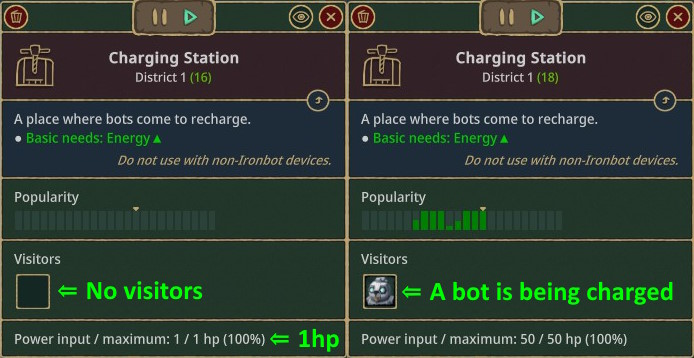 Charging Station
District 1 (16)
A place where bots come to recharge.
● Basic needs: Energy ▲
Do not use with non-Ironbot devices.
Popularity
Visitors
⇐ No visitors
Power input / maximum: 1 / 1 hp (100%) ⇐ 1hp
Charging Station
District 1 (18)
A place where bots come to recharge.
● Basic needs: Energy ▲
Do not use with non-Ironbot devices.
Popularity
Visitors
⇐ A bot is being charged
Power input / maximum: 50 / 50 hp (100%)